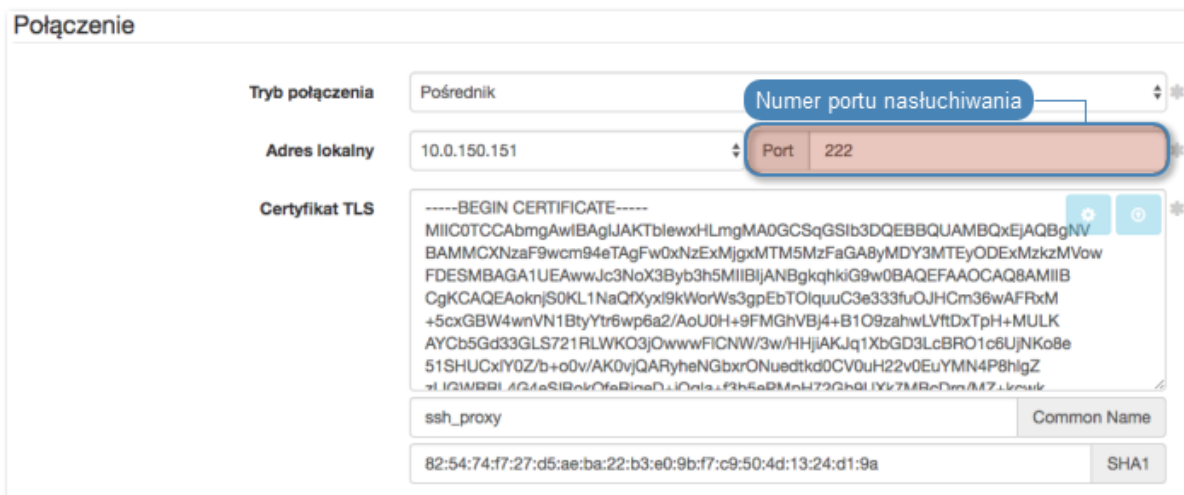 Połączenie
Tryb połączenia
Pośrednik
Numer portu nasłuchiwania
Adres lokalny
10.0.150.151
Port
222
Certyfikat TLS
-----BEGIN CERTIFICATE-----
MIIC0TCCAbmgAwIBAgIJAKTblewxHLmgMA0GCSqGSIb3DQEBBQUAMBQxEjAQBgNV
BAMMCXNzaF9wcm94eTAgFw0xNzExMjgxMTM5MzFaGA8yMDY3MTEyODExMzkzMVow
FDESMBAGA1UEAwwJc3NoX3Byb3h5MIIBIjANBgkqhkiG9w0BAQEFAAOCAQ8AMIIB
CgKCAQEAoknjS0KL1NaQfXyxl9kWorWs3gpEbTOlquuC3e333fuOJHCm36wAFRxM
+5cxGBW4wnVN1BtyYtr6wp6a2/AoU0H+9FMGhVBj4+B1O9zahwLVftDxTpH+MULK
AYCb5Gd33GLS721RLWKO3jOwwwFlCNW/3w/HHjiAKJq1XbGD3LcBRO1c6UjNKo8e
51SHUCxlY0Z/b+o0v/AK0vjQARyheNGbxrONuedtkd0CV0uH22v0EuYMN4P8hlgZ
ssh_proxy
Common Name
82:54:74:f7:27:d5:ae:ba:22:b3:e0:9b:f7:c9:50:4d:13:24:d1:9a
SHA1